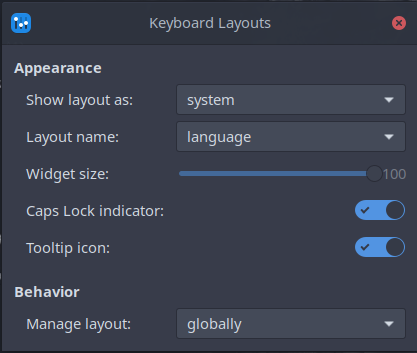 Keyboard Layouts
Appearance
Show layout as: system
Layout name: language
Widget size: 100
Caps Lock indicator:
Tooltip icon:
Behavior
Manage layout: globally